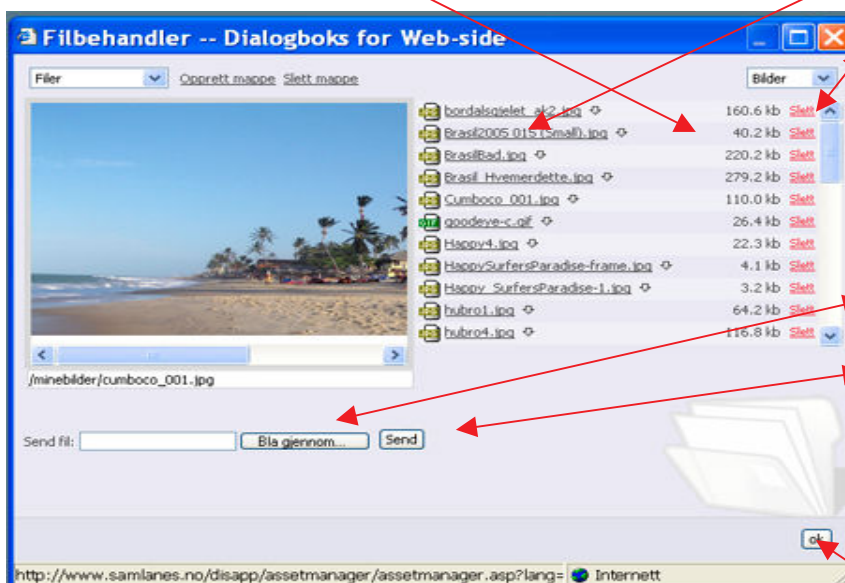 Filbehandler -- Dialogboks for Web-side
Filer Opprett mappe Slett mappe Bilder
bordalsgjelet_ak2.jpg 160.6 kb Slett
Brasil2005 015 (Small).jpg 40.2 kb Slett
BrasilBad.jpg 220.2 kb Slett
Brasil_Hvemerdette.jpg 279.2 kb Slett
Cumboco_001.jpg 110.0 kb Slett
goodeve-c.gif 26.4 kb Slett
Happy4.jpg 22.3 kb Slett
HappySurfersParadise-frame.jpg 4.1 kb Slett
Happy_SurfersParadise-1.jpg 3.2 kb Slett
hubro1.jpg 64.2 kb Slett
hubro4.jpg 116.8 kb Slett
/minebilder/cumboco_001.jpg
Send fil: Bla gjennom... Send
ok
http://www.samlanes.no/disapp/assetmanager/assetmanager.asp?lang= Internett